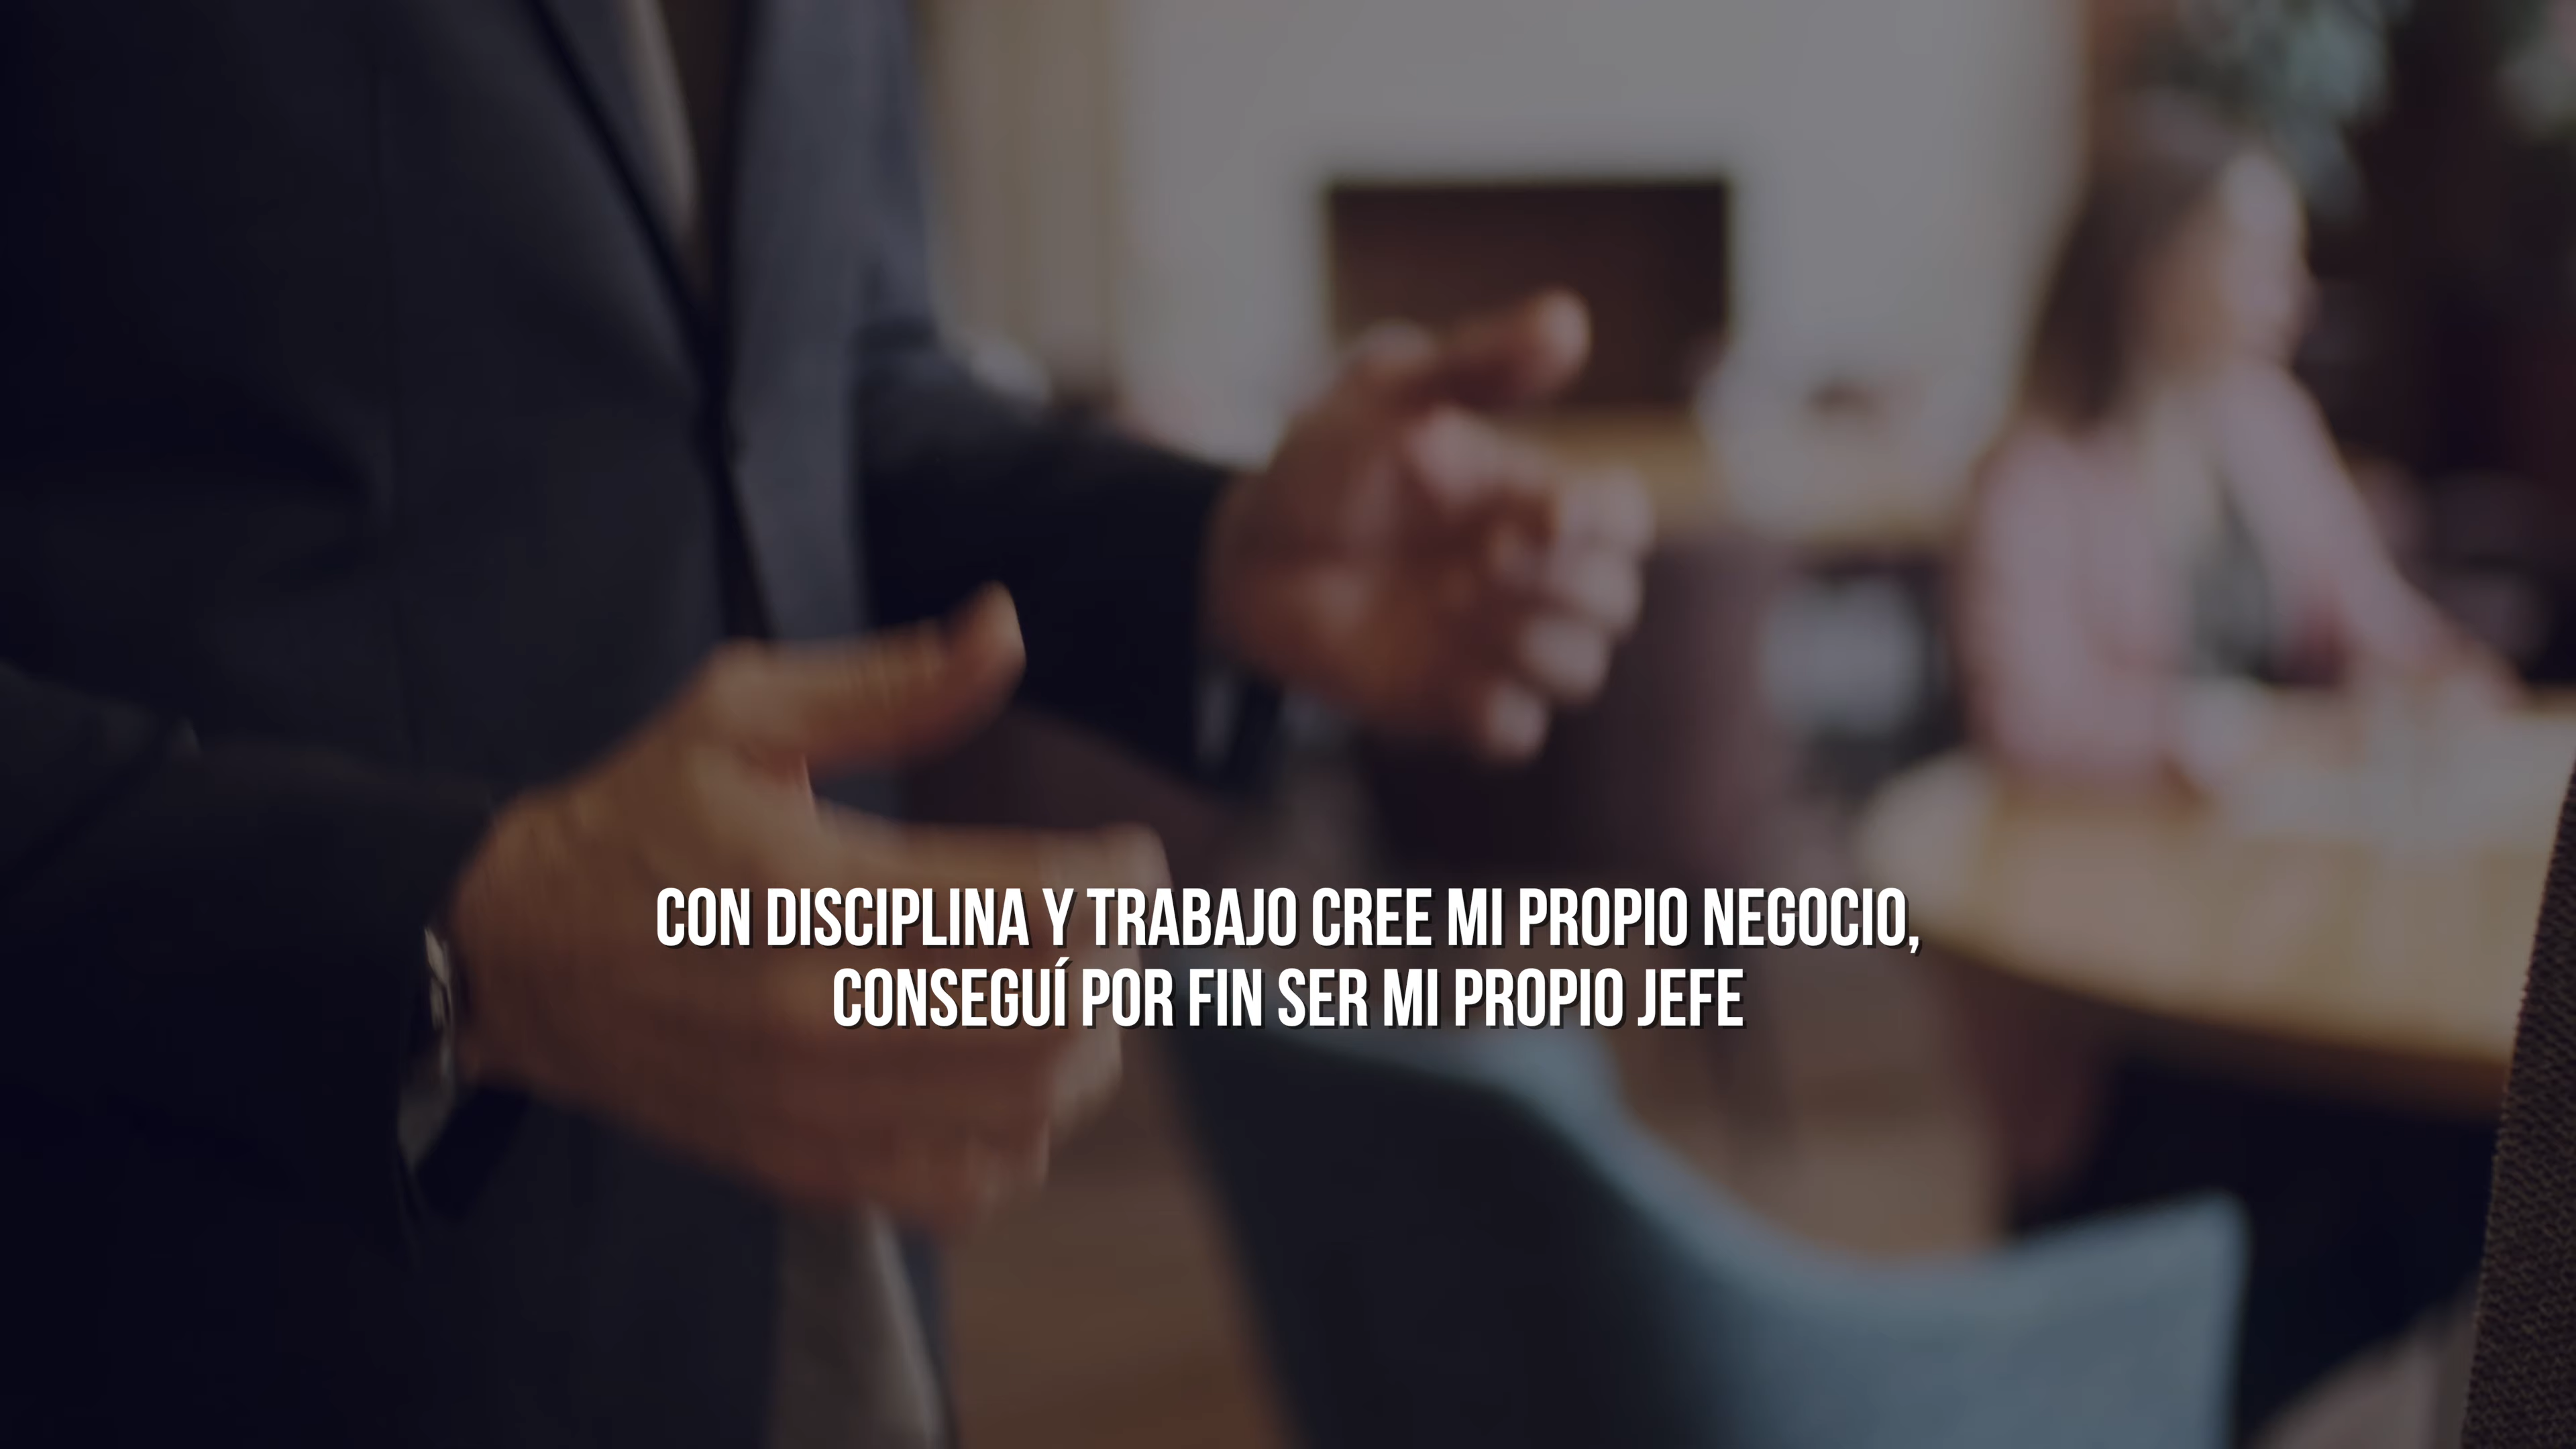 CON DISCIPLINA Y TRABAJO CREE MI PROPIO NEGOCIO,
CONSEGUÍ POR FIN SER MI PROPIO JEFE